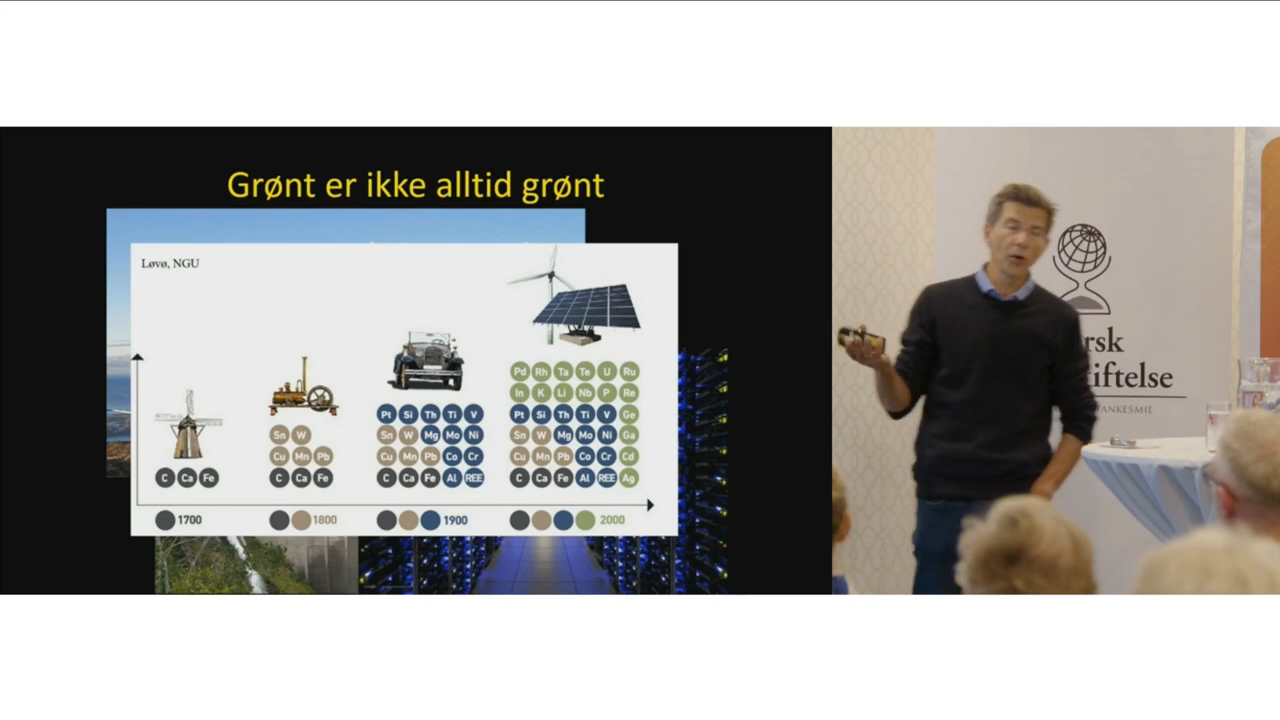 Grønt er ikke alltid grønt
Løvø, NGU
Pd Rh Ta Te U Ru
In K Li Nb P Re
Pt Si Th Ti V
Pt Si Th Ti V Ge
Sn W
Sn W Mg Mo Ni
Sn W Mg Mo Ni Ga
Cu Mn Pb
Cu Mn Pb Co Cr
Cu Mn Pb Co Cr Cd
C Ca Fe
C Ca Fe
C Ca Fe Al REE
C Ca Fe Al REE Ag
1700
1800
1900
2000
rsk
iftelse
ANKESMIE